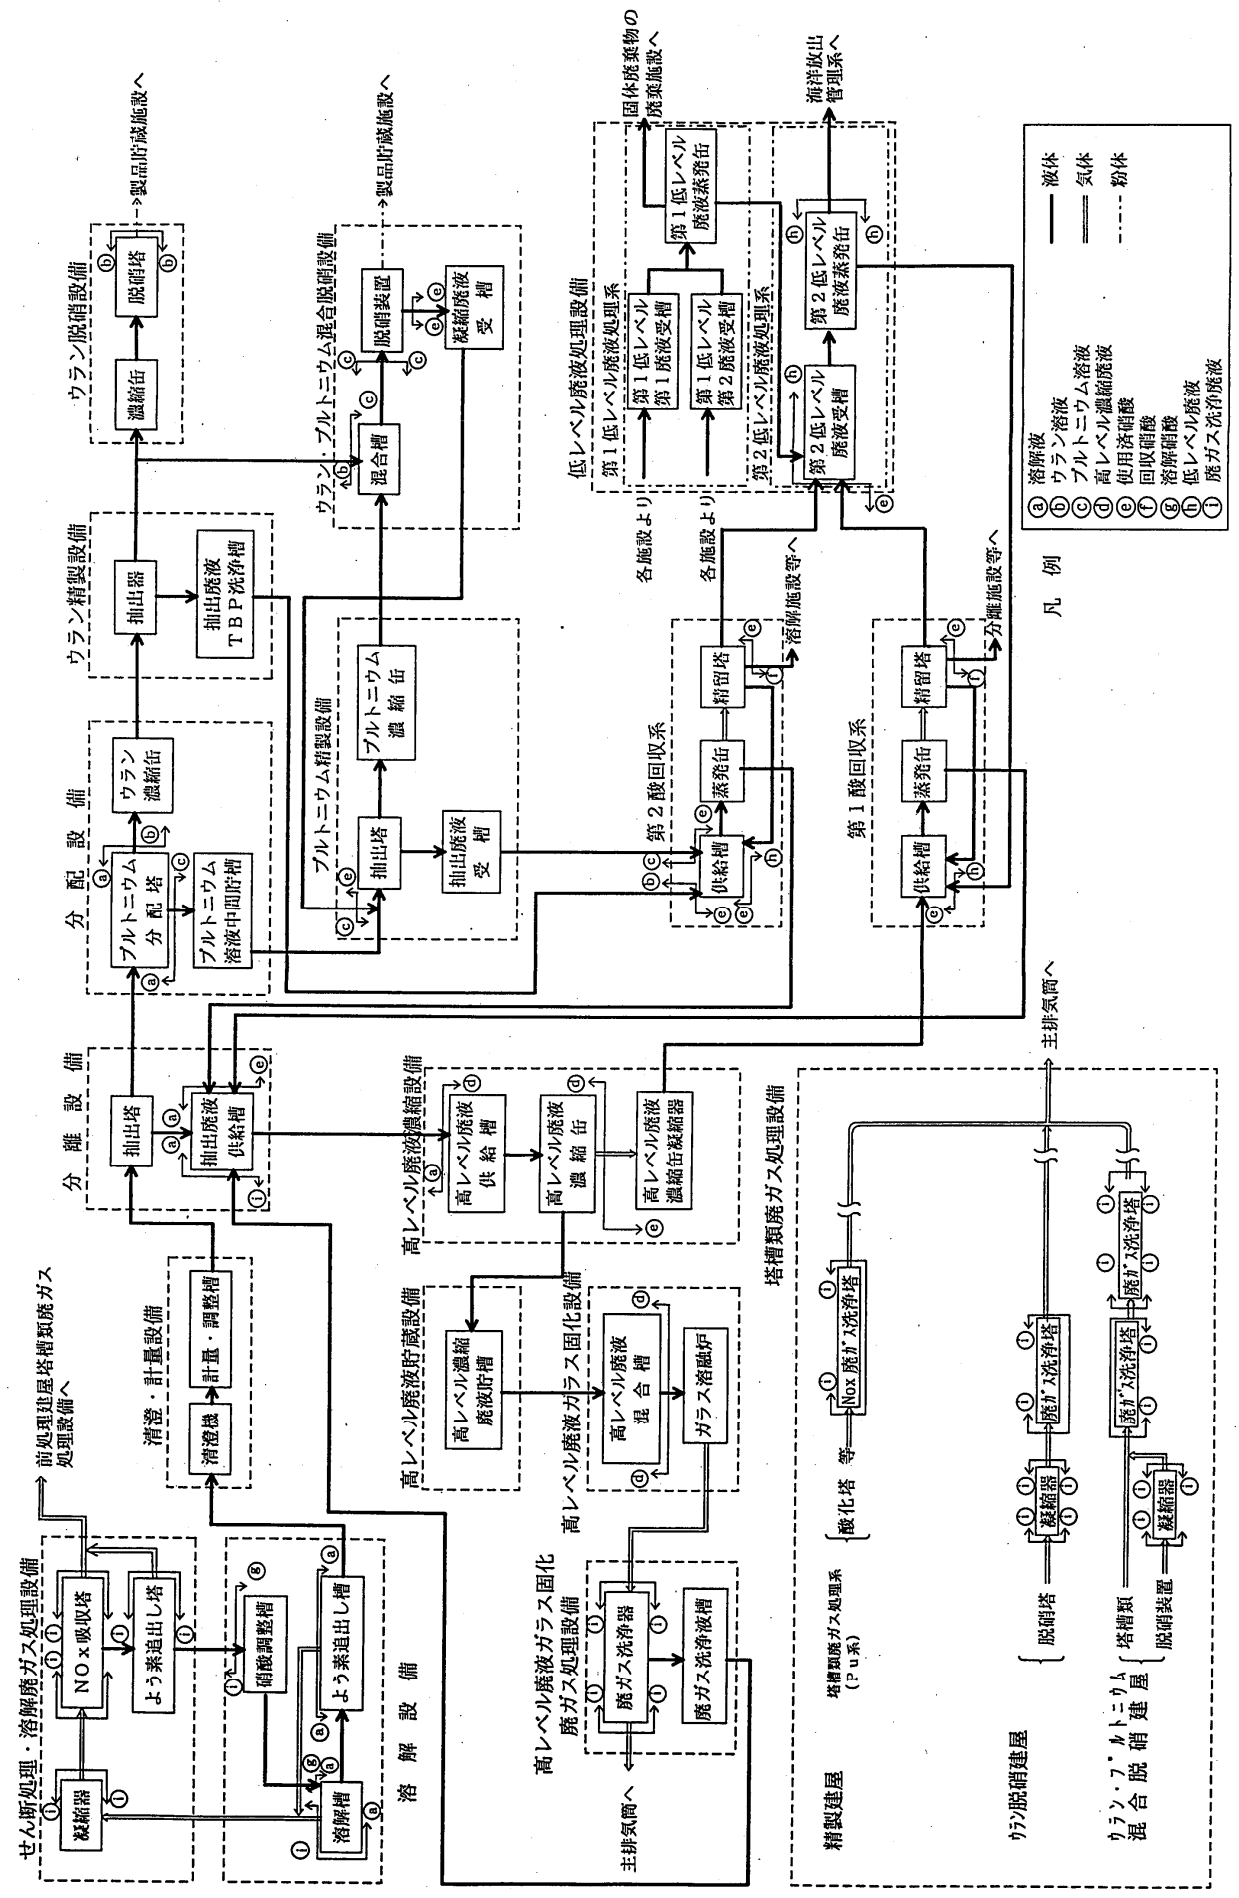 せん断処理・溶解廃ガス処理設備
前処理建屋塔槽類廃ガス
処理設備へ
凝縮器
NOx吸収塔
よう素追出し塔
硝酸調整槽
溶解槽
よう素追出し槽
溶解設備
清澄・計量設備
清澄機
計量・調整槽
分離設備
抽出塔
抽出廃液
供給槽
分配設備
プルトニウム
分配塔
ウラン
濃縮缶
プルトニウム
溶液中間貯槽
ウラン精製設備
抽出器
抽出廃液
TBP洗浄槽
ウラン脱硝設備
濃縮缶
脱硝塔
製品貯蔵施設へ
プルトニウム精製設備
抽出塔
プルトニウム
濃縮缶
抽出廃液
受槽
ウラン・プルトニウム混合脱硝設備
混合槽
脱硝装置
凝縮廃液
受槽
製品貯蔵施設へ
高レベル廃液濃縮設備
高レベル廃液
供給槽
高レベル廃液
濃縮缶
高レベル廃液
濃縮缶凝縮器
高レベル廃液貯蔵設備
高レベル濃縮
廃液貯槽
高レベル廃液ガラス固化設備
高レベル廃液
混合槽
ガラス溶融炉
高レベル廃液ガラス固化
廃ガス処理設備
廃ガス洗浄器
廃ガス洗浄液槽
主排気筒へ
第2酸回収系
供給槽
蒸発缶
精留塔
溶解施設等へ
第1酸回収系
供給槽
蒸発缶
精留塔
分離施設等へ
低レベル廃液処理設備
第1低レベル廃液処理系
各施設より
第1低レベル
第1廃液受槽
各施設より
第1低レベル
第2廃液受槽
第1低レベル
廃液蒸発缶
固体廃棄物の
廃棄施設へ
第2低レベル廃液処理系
第2低レベル
廃液受槽
第2低レベル
廃液蒸発缶
海洋放出
管理系へ
塔槽類廃ガス処理設備
精製建屋
塔槽類廃ガス処理系
(Pu系)
酸化塔 等
Nox廃ガス洗浄塔
主排気筒へ
ウラン脱硝建屋
脱硝塔
凝縮器
廃ガス洗浄塔
ウラン・プルトニウム
混合脱硝建屋
塔槽類
脱硝装置
凝縮器
廃ガス洗浄塔
廃ガス洗浄塔
凡例
ⓐ 溶解液
ⓑ ウラン溶液
ⓒ プルトニウム溶液
ⓓ 高レベル濃縮廃液
ⓔ 使用済硝酸
ⓕ 回収硝酸
ⓖ 溶解硝酸
ⓗ 低レベル廃液
ⓘ 廃ガス洗浄廃液
液体
気体
粉体